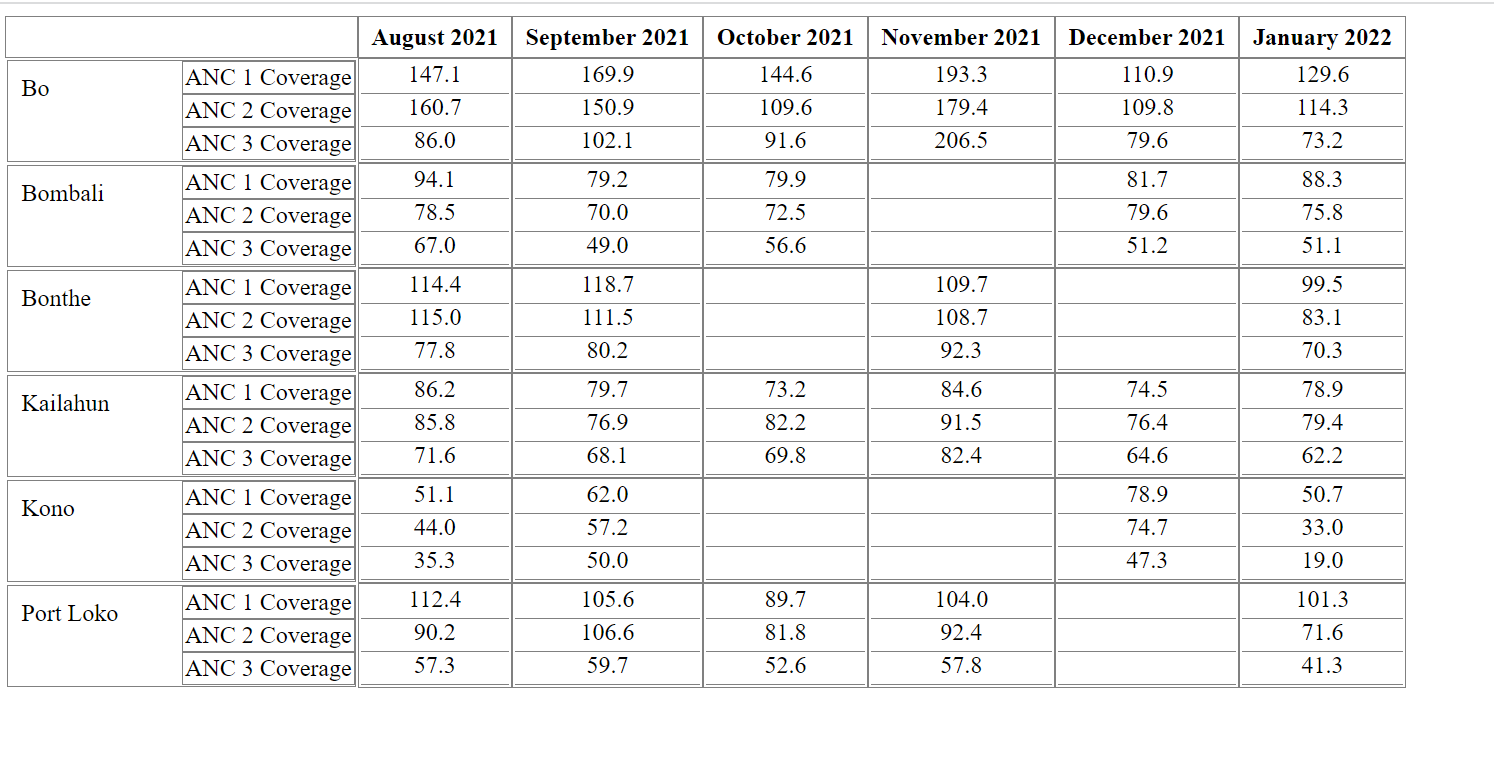 August 2021 September 2021 October 2021 November 2021 December 2021 January 2022
Bo ANC 1 Coverage 147.1 169.9 144.6 193.3 110.9 129.6
ANC 2 Coverage 160.7 150.9 109.6 179.4 109.8 114.3
ANC 3 Coverage 86.0 102.1 91.6 206.5 79.6 73.2
Bombali ANC 1 Coverage 94.1 79.2 79.9 81.7 88.3
ANC 2 Coverage 78.5 70.0 72.5 79.6 75.8
ANC 3 Coverage 67.0 49.0 56.6 51.2 51.1
Bonthe ANC 1 Coverage 114.4 118.7 109.7 99.5
ANC 2 Coverage 115.0 111.5 108.7 83.1
ANC 3 Coverage 77.8 80.2 92.3 70.3
Kailahun ANC 1 Coverage 86.2 79.7 73.2 84.6 74.5 78.9
ANC 2 Coverage 85.8 76.9 82.2 91.5 76.4 79.4
ANC 3 Coverage 71.6 68.1 69.8 82.4 64.6 62.2
Kono ANC 1 Coverage 51.1 62.0 78.9 50.7
ANC 2 Coverage 44.0 57.2 74.7 33.0
ANC 3 Coverage 35.3 50.0 47.3 19.0
Port Loko ANC 1 Coverage 112.4 105.6 89.7 104.0 101.3
ANC 2 Coverage 90.2 106.6 81.8 92.4 71.6
ANC 3 Coverage 57.3 59.7 52.6 57.8 41.3